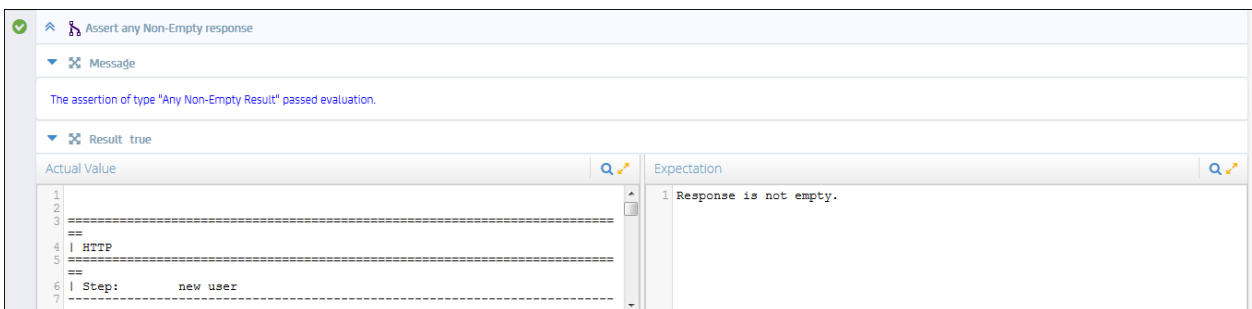 Assert any Non-Empty response
Message
The assertion of type "Any Non-Empty Result" passed evaluation.
Result true
Actual Value
Expectation
1
2
3 ==========================================================================
==
4 | HTTP
5 ==========================================================================
==
6 | Step: new user
7 --------------------------------------------------------------------------
1 Response is not empty.